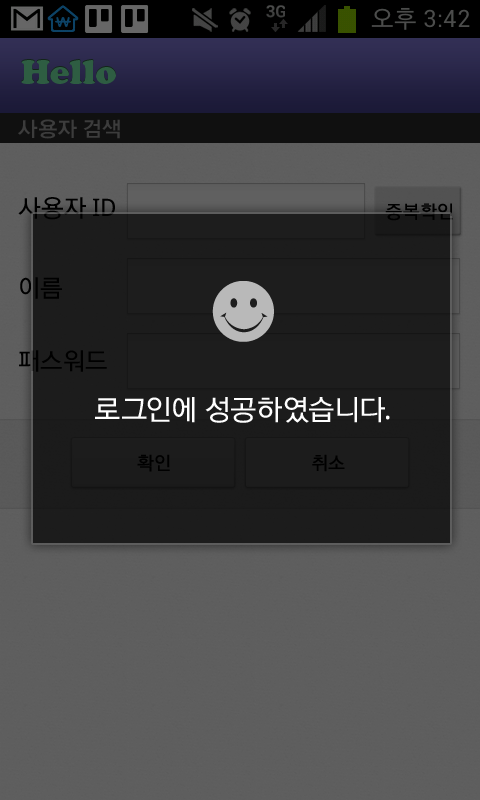 3G
오후 3:42
Hello
사용자 검색
사용자 ID
중복확인
이름
패스워드
로그인에 성공하였습니다.
확인
취소